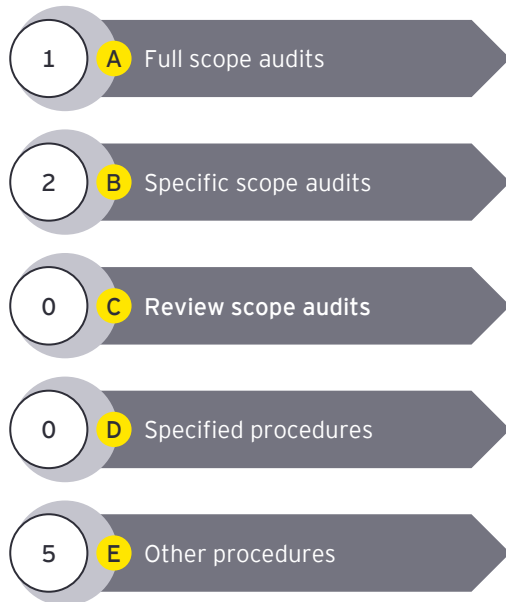 1 A Full scope audits
2 B Specific scope audits
0 C Review scope audits
0 D Specified procedures
5 E Other procedures